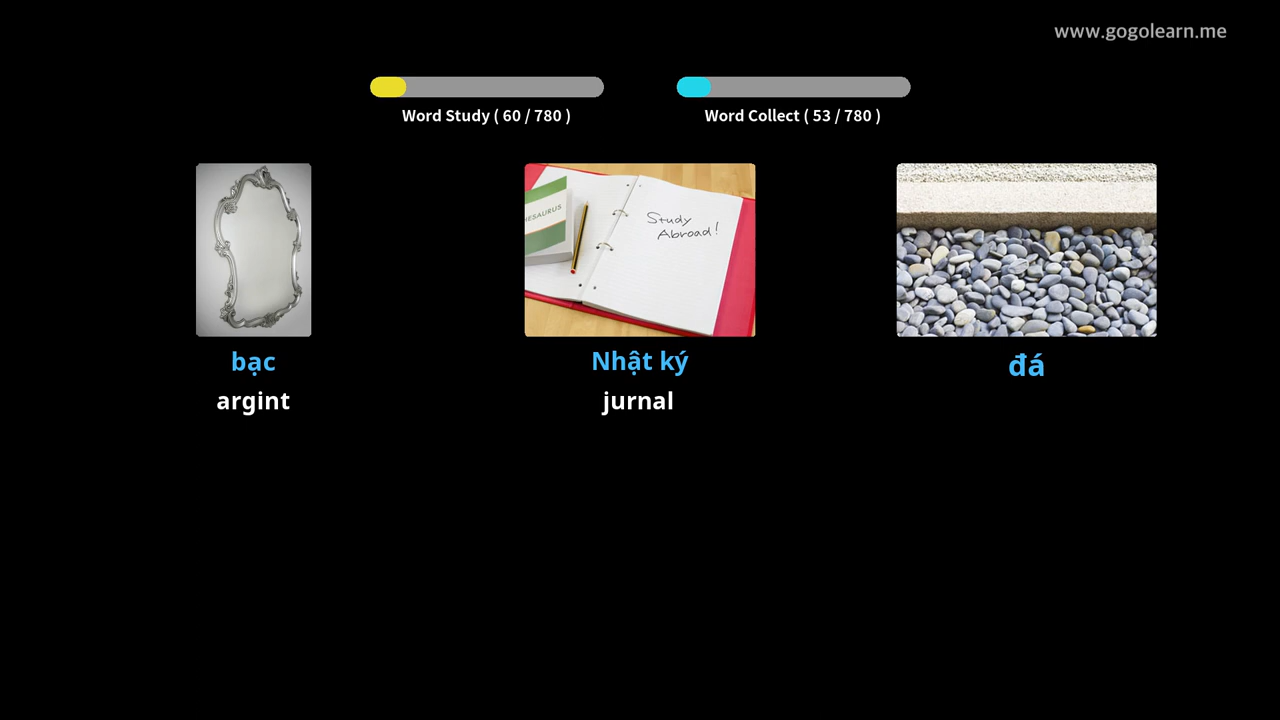 www.gogolearn.me
Word Study ( 60 / 780 )
Word Collect ( 53 / 780 )
HESAURUS
Study
Abroad!
bạc
Nhật ký
đá
argint
jurnal